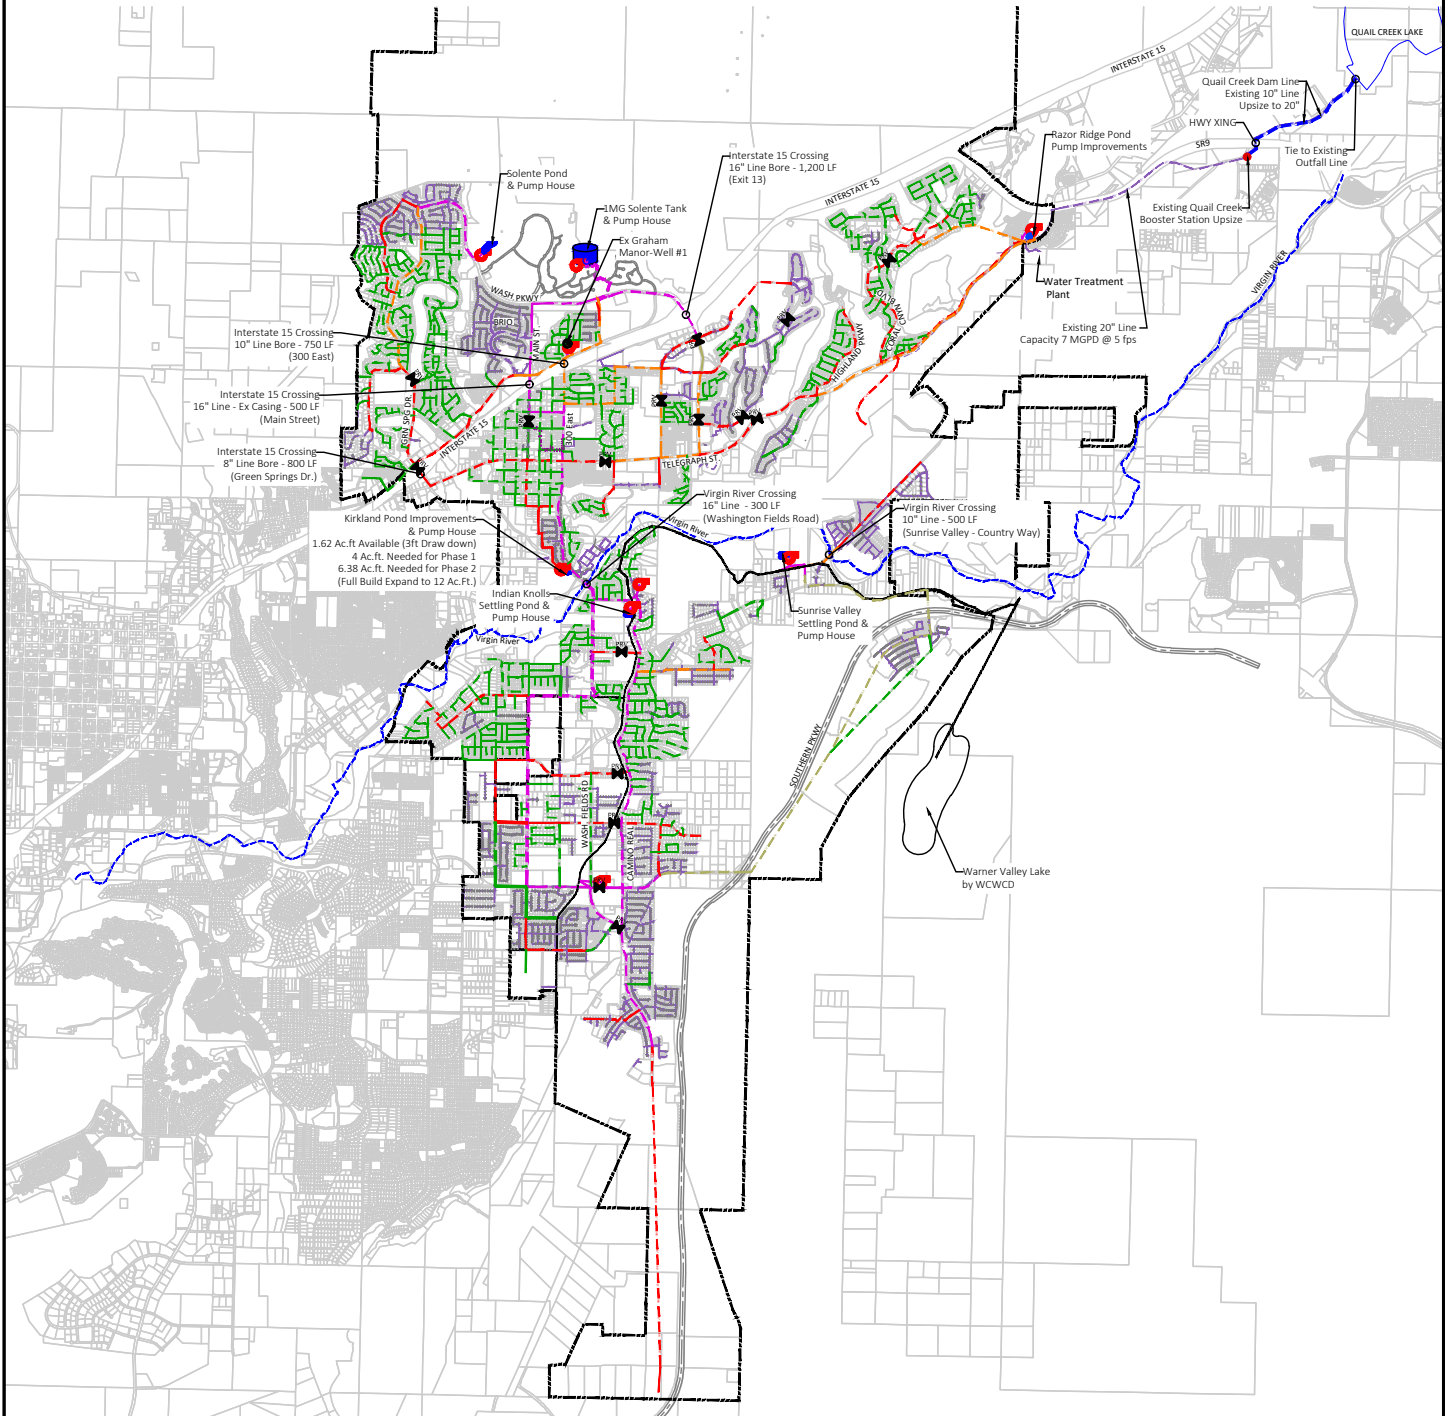 QUAIL CREEK LAKE
INTERSTATE 15
Quail Creek Dam Line
Existing 10" Line
Upsize to 20"
HWY XING
SR9
Tie to Existing
Outfall Line
Razor Ridge Pond
Pump Improvements
Interstate 15 Crossing
16" Line Bore - 1,200 LF
(Exit 13)
Solente Pond
& Pump House
INTERSTATE 15
1MG Solente Tank
& Pump House
Existing Quail Creek
Booster Station Upsize
Ex Graham
Manor-Well #1
VIRGIN RIVER
Water Treatment
Plant
WASH PKWY
BRIO
MAIN ST.
CORAL CNYN BLVD
HIGHLAND PKWY
Existing 20" Line
Capacity 7 MGPD @ 5 fps
Interstate 15 Crossing
10" Line Bore - 750 LF
(300 East)
Interstate 15 Crossing
16" Line - Ex Casing - 500 LF
(Main Street)
GRN SPG DR.
INTERSTATE 15
300 East
PRV
PRV
TELEGRAPH ST.
Interstate 15 Crossing
8" Line Bore - 800 LF
(Green Springs Dr.)
Virgin River Crossing
16" Line - 300 LF
(Washington Fields Road)
Virgin River Crossing
10" Line - 500 LF
(Sunrise Valley - Country Way)
Virgin River
Kirkland Pond Improvements
& Pump House
1.62 Ac.ft Available (3ft Draw down)
4 Ac.ft. Needed for Phase 1
6.38 Ac.ft. Needed for Phase 2
(Full Build Expand to 12 Ac.Ft.)
Indian Knolls
Settling Pond &
Pump House
Sunrise Valley
Settling Pond &
Pump House
Virgin River
PRV
SOUTHERN PKWY
WASH. FIELDS RD
CAMINO REAL
Warner Valley Lake
by WCWCD